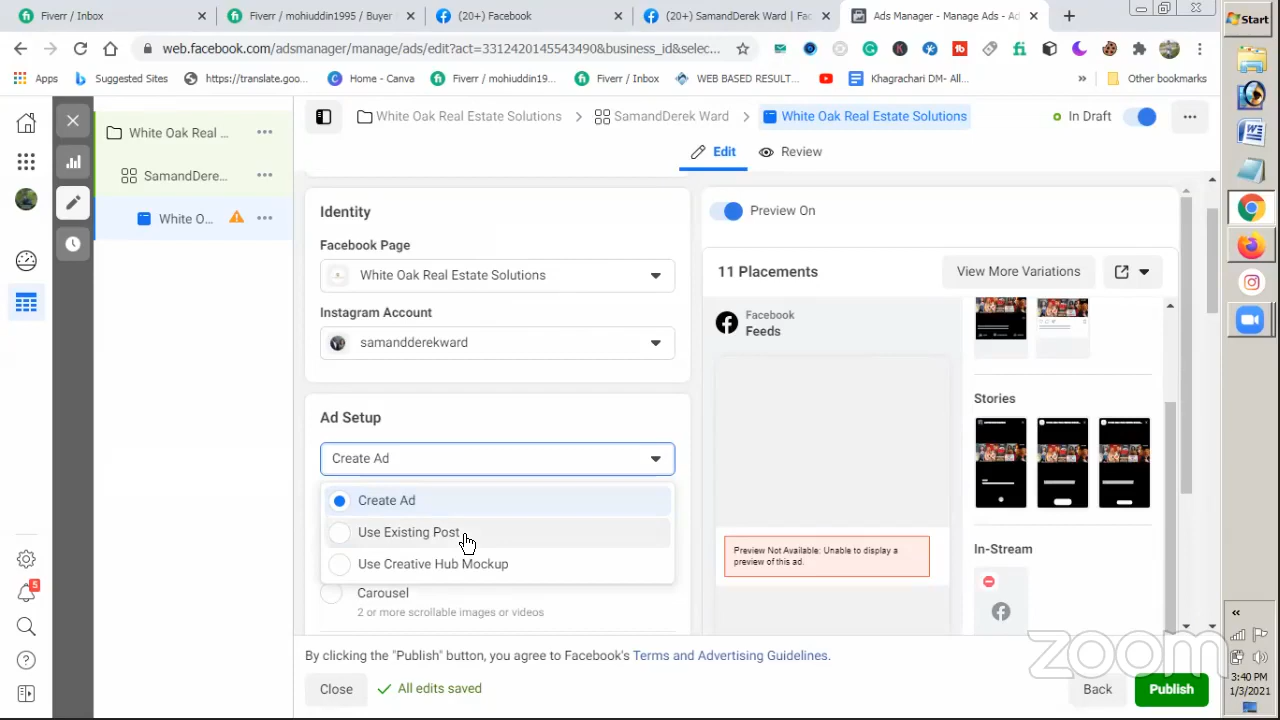 Fiverr / Inbox
Fiverr / mohiuddin1995 / Buyer
(20+) Facebook
(20+) SamandDerek Ward | Fac
Ads Manager - Manage Ads - Ad
Start
web.facebook.com/adsmanager/manage/ads/edit?act=3312420145543490&business_id&selec...
Apps
Suggested Sites
https://translate.goo...
Home - Canva
Fiverr / mohiuddin19
Fiverr / Inbox
WEB BASED RESULT...
Khagrachari DM- All...
»
Other bookmarks
White Oak Real ...
White Oak Real Estate Solutions
SamandDerek Ward
White Oak Real Estate Solutions
In Draft
Edit
Review
SamandDere...
White O...
Identity
Facebook Page
White Oak Real Estate Solutions
Instagram Account
samandderekward
Ad Setup
Create Ad
Create Ad
Use Existing Post
Use Creative Hub Mockup
Carousel
2 or more scrollable images or videos
Preview On
11 Placements
View More Variations
Facebook
Feeds
Preview Not Available: Unable to display a
preview of this ad.
Stories
In-Stream
5
By clicking the "Publish" button, you agree to Facebook's Terms and Advertising Guidelines.
Close
All edits saved
Back
Publish
zoom
«
3:40 PM
1/3/2021